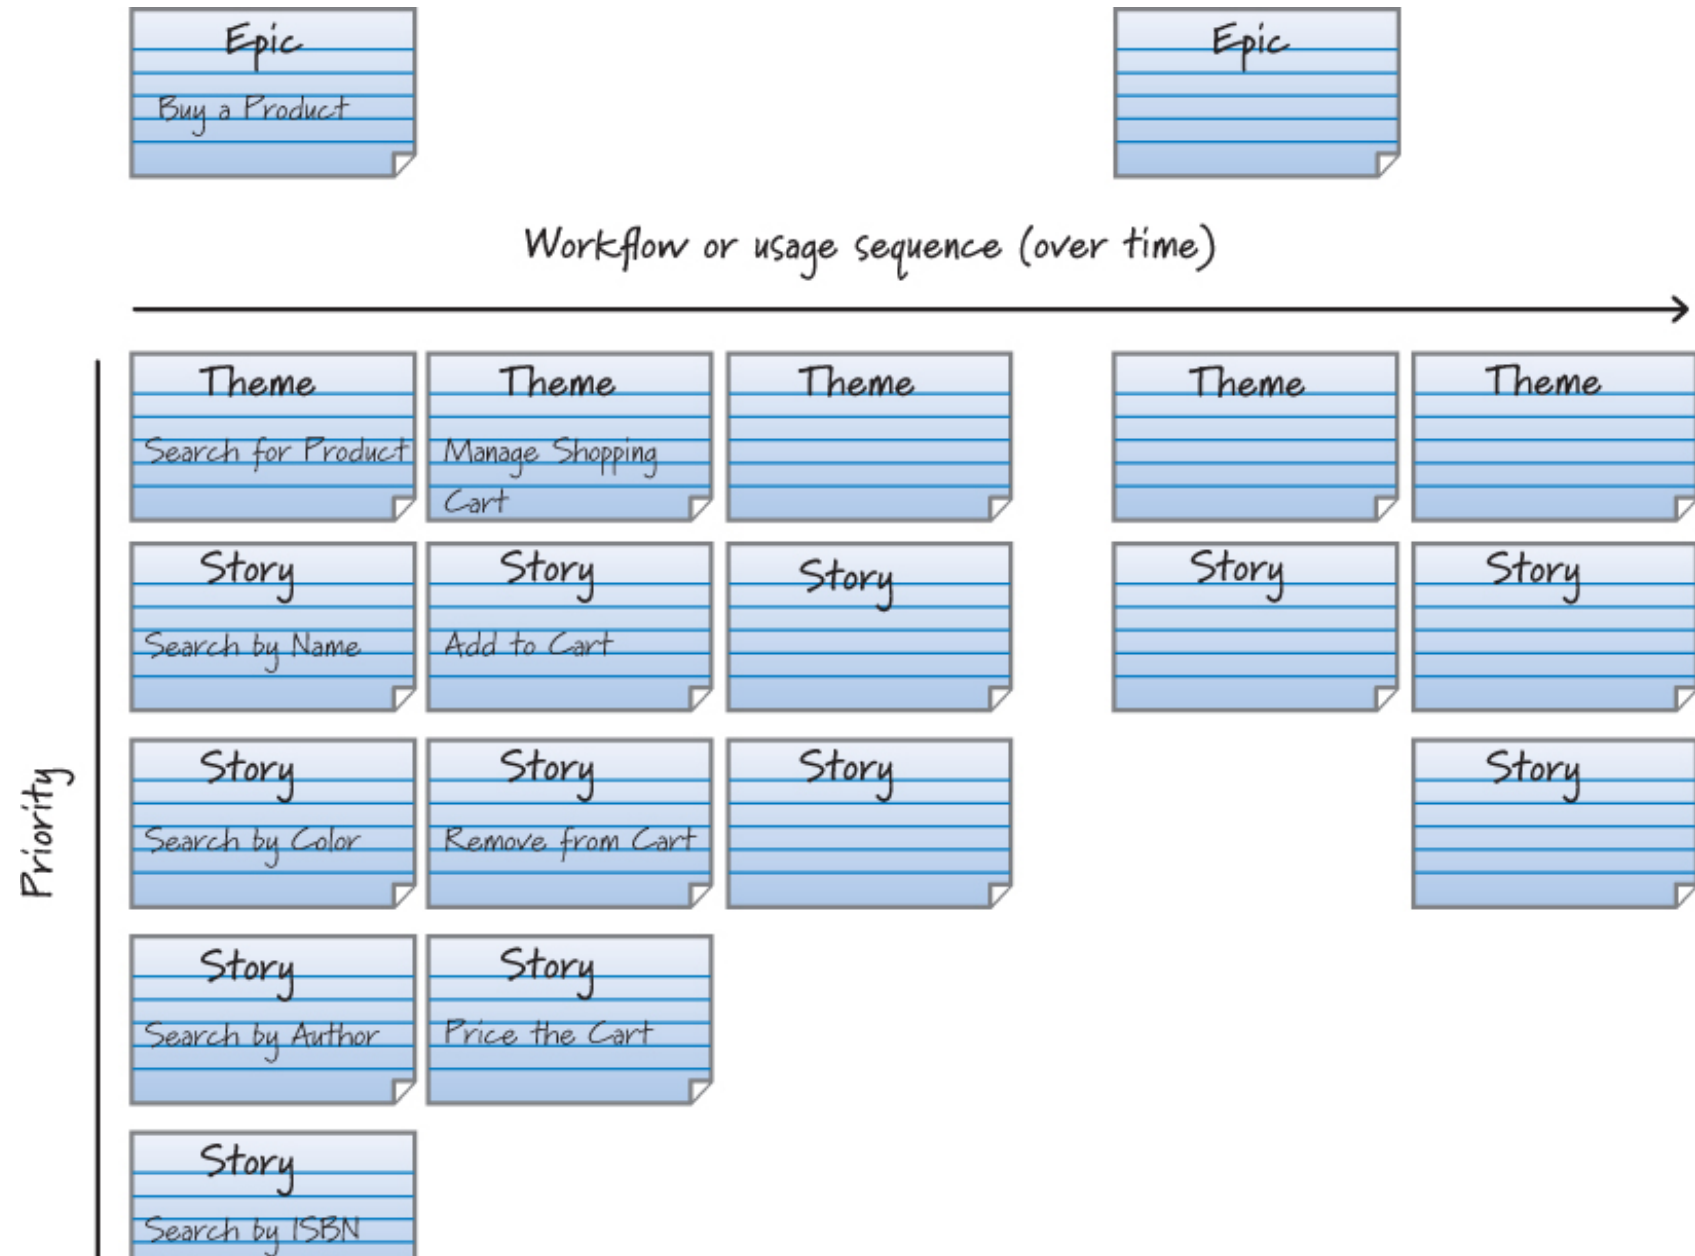 Epic
Buy a Product
Epic
Workflow or usage sequence (over time)
Priority
Theme
Search for Product
Theme
Manage Shopping
Cart
Theme
Theme
Theme
Story
Search by Name
Story
Add to Cart
Story
Story
Story
Story
Search by Color
Story
Remove from Cart
Story
Story
Story
Search by Author
Story
Price the Cart
Story
Search by ISBN